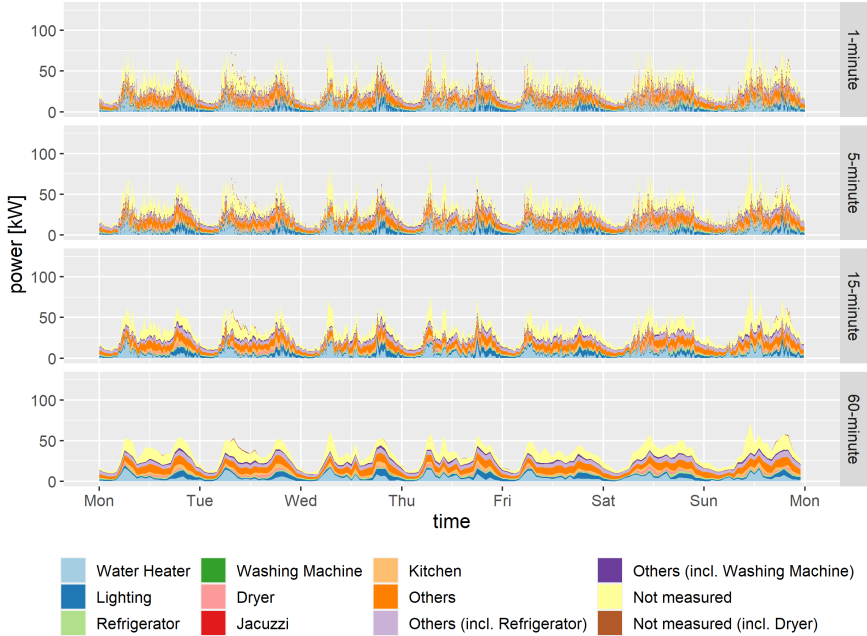 100
50
0
1-minute
100
50
0
5-minute
power [kW]
100
50
0
15-minute
100
50
0
60-minute
Mon Tue Wed Thu Fri Sat Sun Mon
time
Water Heater Washing Machine Kitchen Others (incl. Washing Machine)
Lighting Dryer Others Not measured
Refrigerator Jacuzzi Others (incl. Refrigerator) Not measured (incl. Dryer)